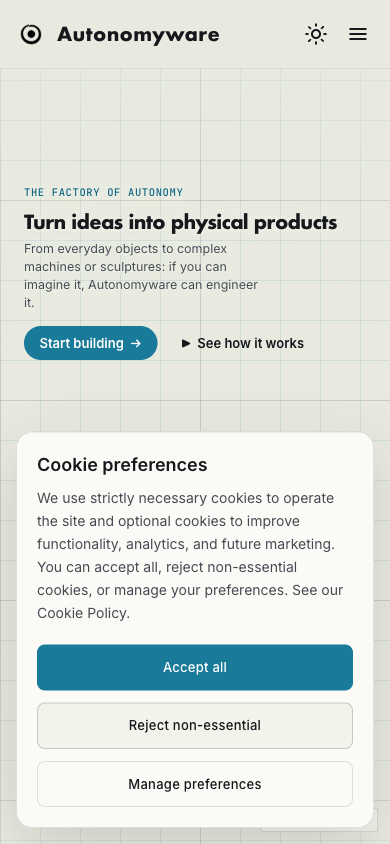 Autonomyware
THE FACTORY OF AUTONOMY
Turn ideas into physical products
From everyday objects to complex
machines or sculptures: if you can
imagine it, Autonomyware can engineer
it.
Start building →
▶ See how it works
Cookie preferences
We use strictly necessary cookies to operate
the site and optional cookies to improve
functionality, analytics, and future marketing.
You can accept all, reject non-essential
cookies, or manage your preferences. See our
Cookie Policy.
Accept all
Reject non-essential
Manage preferences